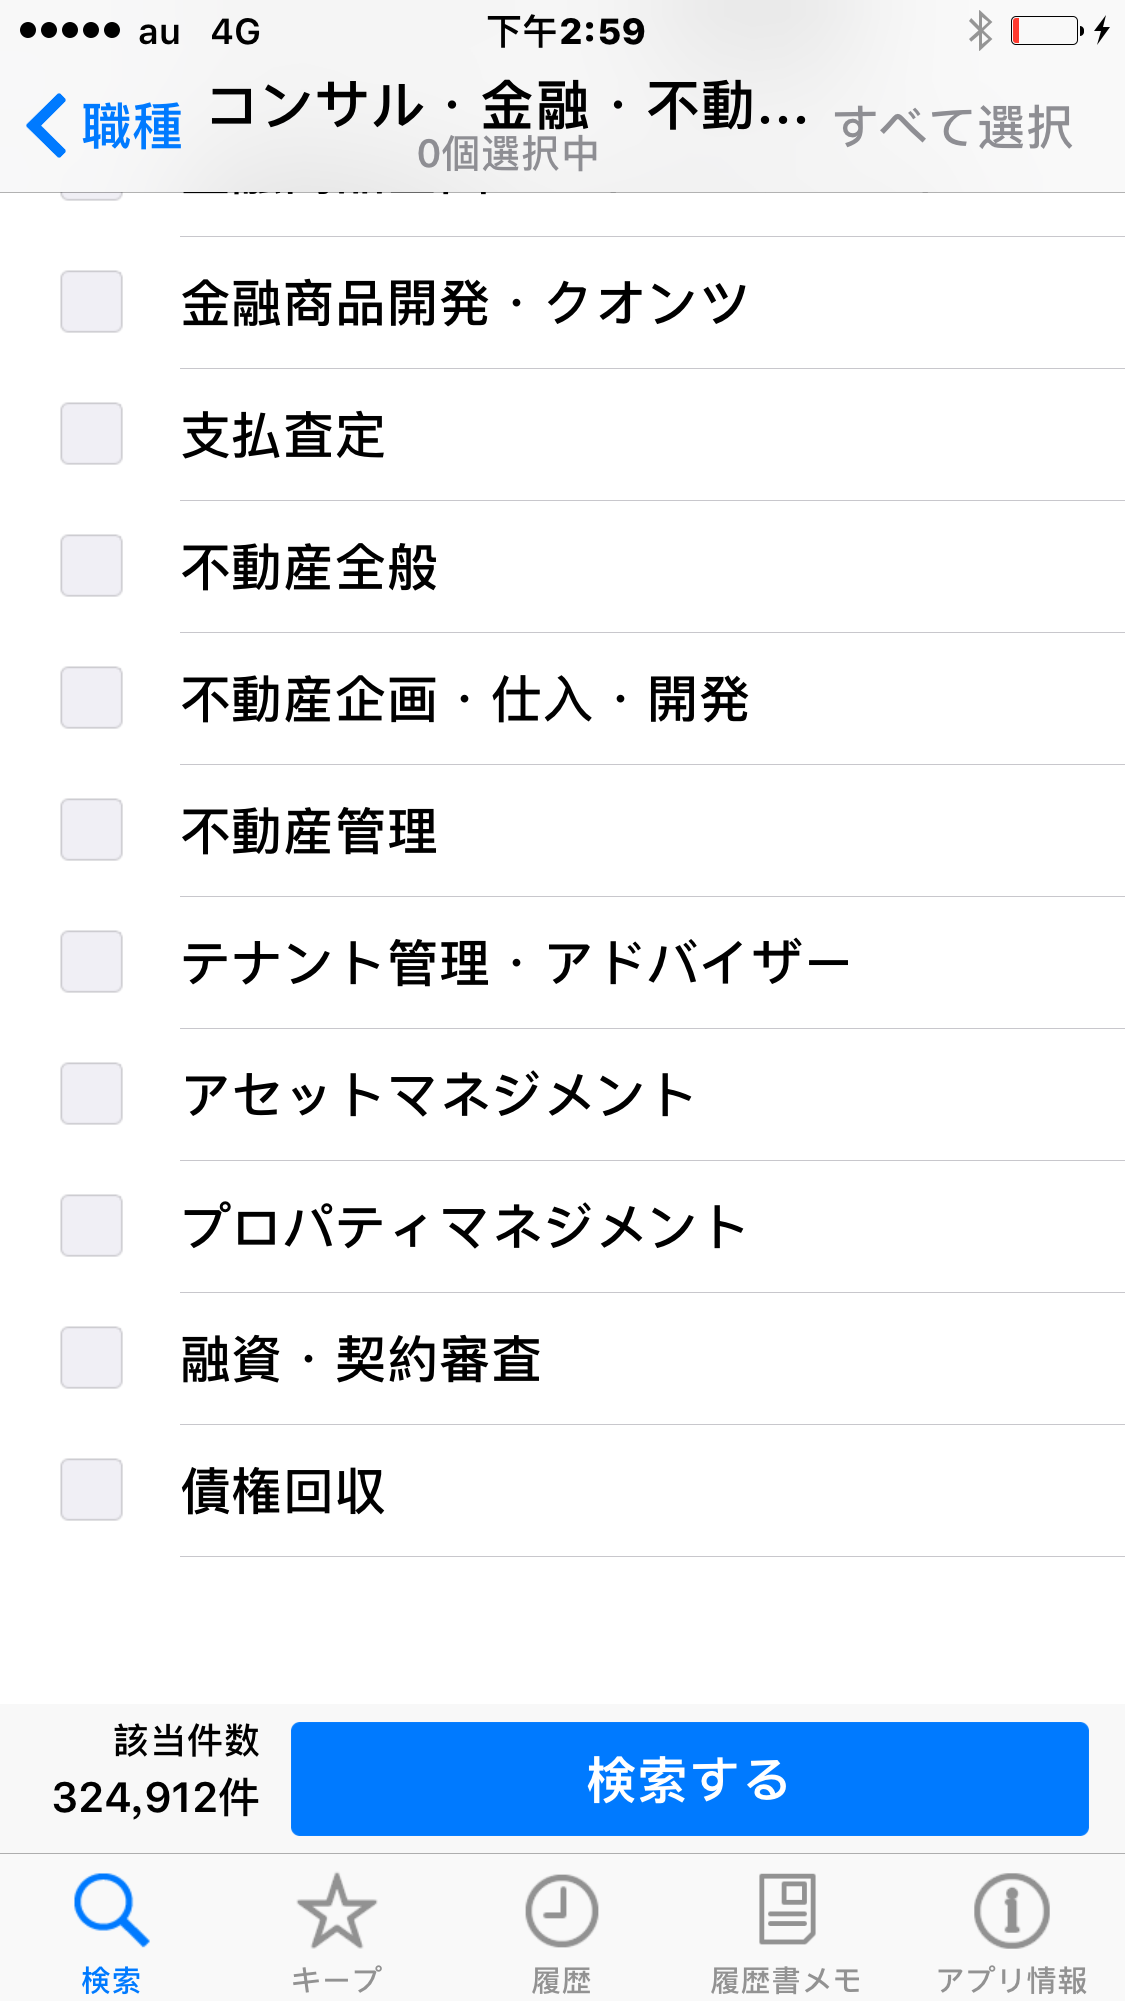 au 4G 下午2:59
職種 コンサル・金融・不動... すべて選択
0個選択中
金融商品開発・クオンツ
支払査定
不動産全般
不動産企画・仕入・開発
不動産管理
テナント管理・アドバイザー
アセットマネジメント
プロパティマネジメント
融資・契約審査
債権回収
該当件数
324,912件
検索する
検索 キープ 履歴 履歴書メモ アプリ情報